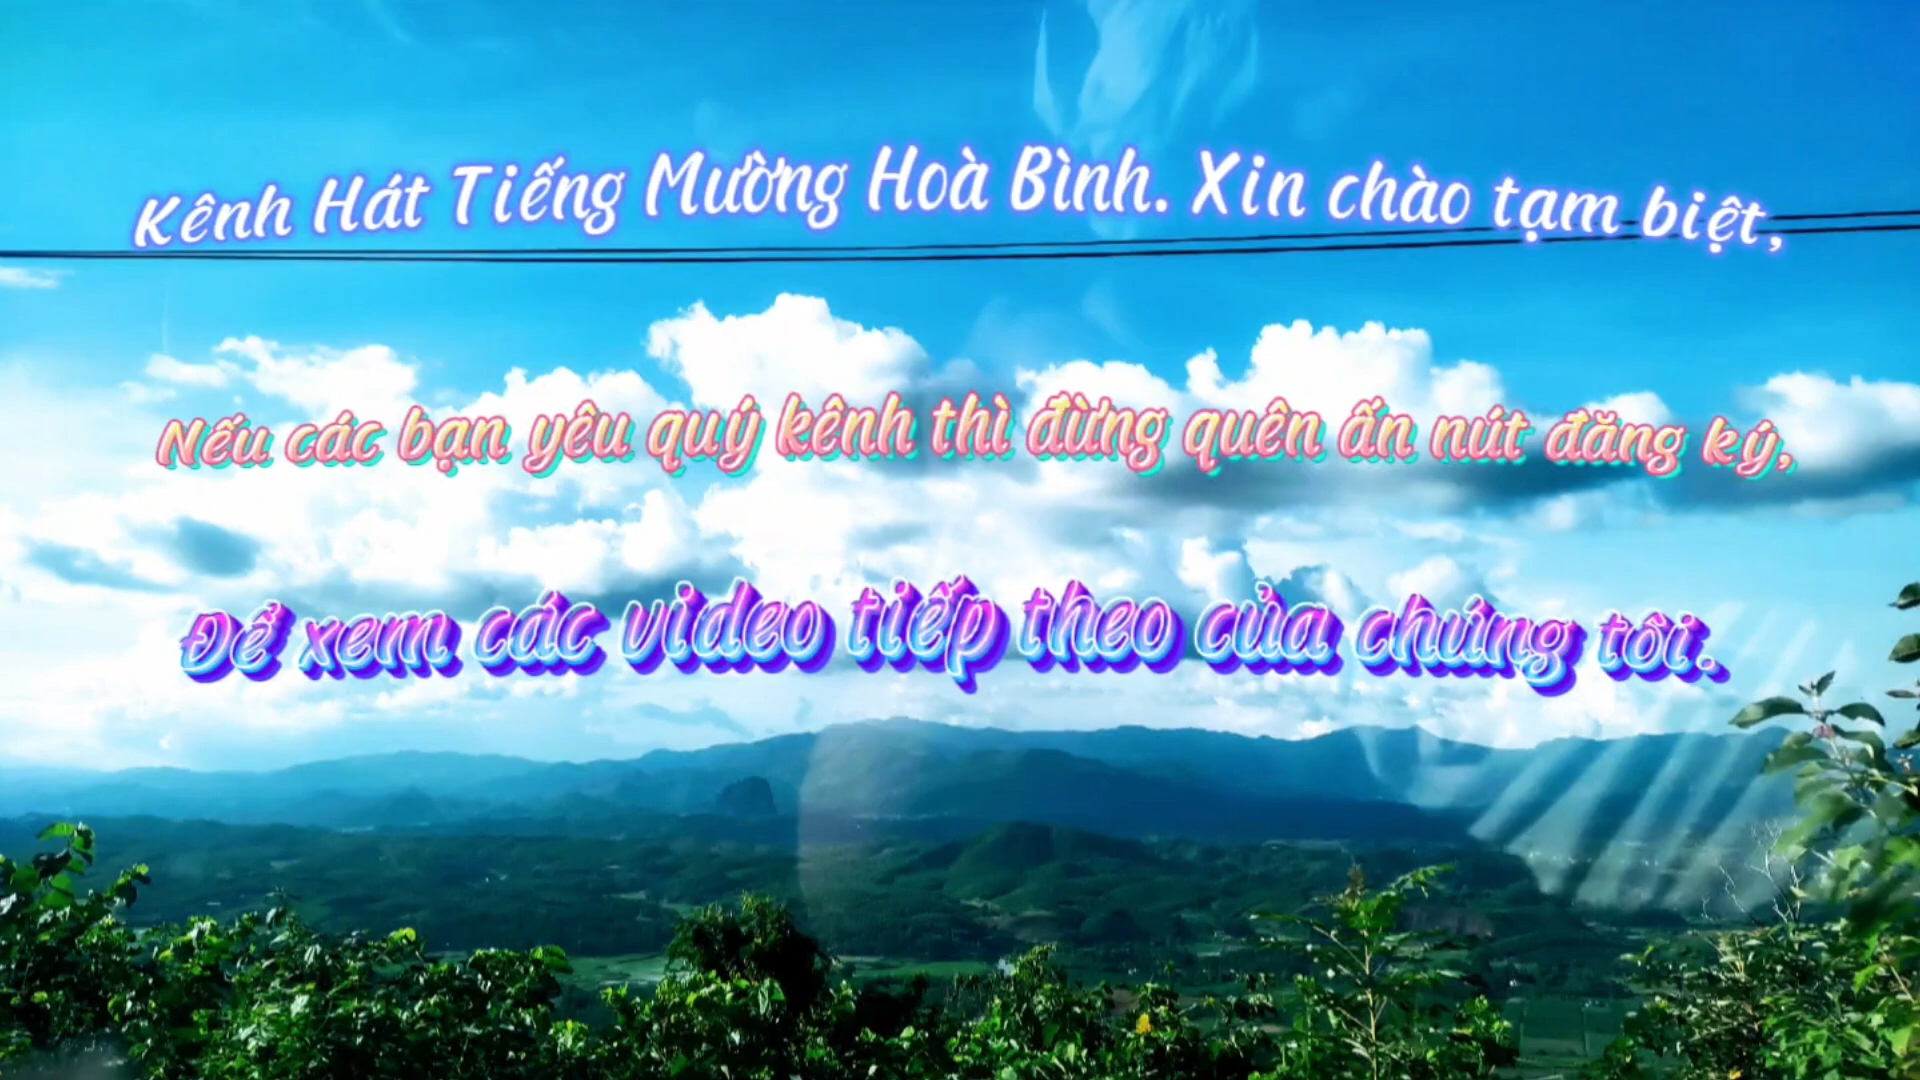 Kênh Hát Tiếng Mường Hoà Bình. Xin chào tạm biệt,
Nếu các bạn yêu quý kênh thì đừng quên ấn nút đăng ký,
Để xem các video tiếp theo của chúng tôi.